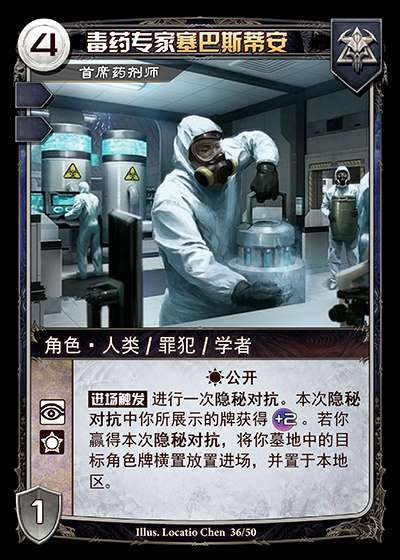 4
毒药专家塞巴斯蒂安
首席药剂师
角色·人类 / 罪犯 / 学者
公开
进场触发 进行一次隐秘对抗。本次隐秘
对抗中你所展示的牌获得 +2 。若你
赢得本次隐秘对抗，将你墓地中的目
标角色牌横置放置进场，并置于本地
区。
1
Illus. Locatio Chen 36/50